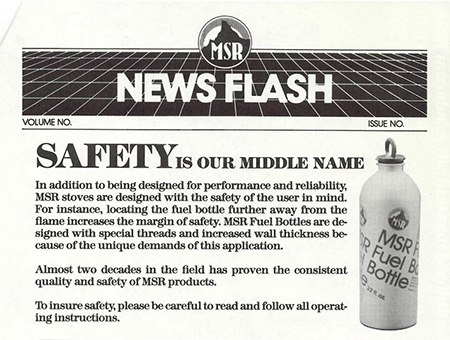 MSR
NEWS FLASH
VOLUME NO. ISSUE NO.
SAFETY IS OUR MIDDLE NAME
In addition to being designed for performance and reliability,
MSR stoves are designed with the safety of the user in mind.
For instance, locating the fuel bottle further away from the
flame increases the margin of safety. MSR Fuel Bottles are de-
signed with special threads and increased wall thickness be-
cause of the unique demands of this application.
Almost two decades in the field has proven the consistent
quality and safety of MSR products.
To insure safety, please be careful to read and follow all operat-
ing instructions.
MSR
MSR F
SR Fuel Bo
el Bottle
22 fl. oz.